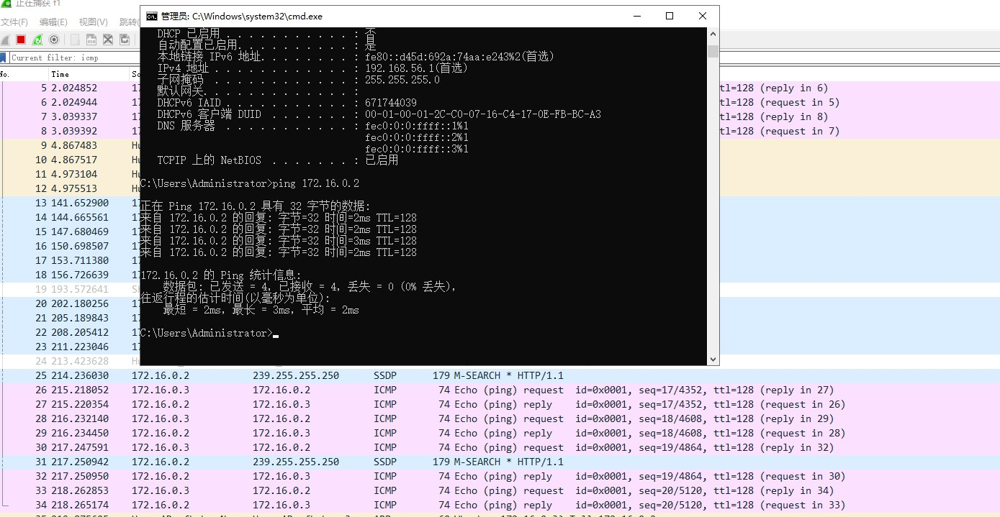 正在捕获 f1
文件(F) 编辑(E) 视图(V) 跳转(
Current filter: icmp
No. Time
管理员: C:\Windows\system32\cmd.exe
DHCP 已启用 . . . . . . . . . . . : 否
自动配置已启用. . . . . . . . . . : 是
本地链接 IPv6 地址. . . . . . . . : fe80::d45d:692a:74aa:e243%2(首选)
IPv4 地址 . . . . . . . . . . . . : 192.168.56.1(首选)
子网掩码 . . . . . . . . . . . . : 255.255.255.0
默认网关. . . . . . . . . . . . . :
DHCPv6 IAID . . . . . . . . . . . : 671744039
DHCPv6 客户端 DUID . . . . . . . : 00-01-00-01-2C-C0-07-16-C4-17-0E-FB-BC-A3
DNS 服务器 . . . . . . . . . . . : fec0:0:0:ffff::1%1
fec0:0:0:ffff::2%1
fec0:0:0:ffff::3%1
TCPIP 上的 NetBIOS . . . . . . . : 已启用
C:\Users\Administrator>ping 172.16.0.2
正在 Ping 172.16.0.2 具有 32 字节的数据:
来自 172.16.0.2 的回复: 字节=32 时间=2ms TTL=128
来自 172.16.0.2 的回复: 字节=32 时间=2ms TTL=128
来自 172.16.0.2 的回复: 字节=32 时间=3ms TTL=128
来自 172.16.0.2 的回复: 字节=32 时间=2ms TTL=128
172.16.0.2 的 Ping 统计信息:
数据包: 已发送 = 4，已接收 = 4，丢失 = 0 (0% 丢失)，
往返行程的估计时间(以毫秒为单位):
最短 = 2ms，最长 = 3ms，平均 = 2ms
C:\Users\Administrator>
5 2.024852 17 tl=128 (reply in 6)
6 2.024944 17 tl=128 (request in 5)
7 3.039337 17 tl=128 (reply in 8)
8 3.039392 17 tl=128 (request in 7)
9 4.867483 Hu
10 4.867517 Hu
11 4.973104 Hu
12 4.975513 Hu
13 141.652900 17
14 144.665561 17
15 147.680469 17
16 150.698507 17
17 153.711380 17
18 156.726639 17
19 193.572641
20 202.180256 17
21 205.189843 17
22 208.205412 17
23 211.223046 17
24 213.423628 Hu
25 214.236030 172.16.0.2 239.255.255.250 SSDP 179 M-SEARCH * HTTP/1.1
26 215.218052 172.16.0.3 172.16.0.2 ICMP 74 Echo (ping) request id=0x0001, seq=17/4352, ttl=128 (reply in 27)
27 215.220354 172.16.0.2 172.16.0.3 ICMP 74 Echo (ping) reply id=0x0001, seq=17/4352, ttl=128 (request in 26)
28 216.232140 172.16.0.3 172.16.0.2 ICMP 74 Echo (ping) request id=0x0001, seq=18/4608, ttl=128 (reply in 29)
29 216.234450 172.16.0.2 172.16.0.3 ICMP 74 Echo (ping) reply id=0x0001, seq=18/4608, ttl=128 (request in 28)
30 217.247591 172.16.0.3 172.16.0.2 ICMP 74 Echo (ping) request id=0x0001, seq=19/4864, ttl=128 (reply in 32)
31 217.250942 172.16.0.2 239.255.255.250 SSDP 179 M-SEARCH * HTTP/1.1
32 217.250950 172.16.0.2 172.16.0.3 ICMP 74 Echo (ping) reply id=0x0001, seq=19/4864, ttl=128 (request in 30)
33 218.262853 172.16.0.3 172.16.0.2 ICMP 74 Echo (ping) request id=0x0001, seq=20/5120, ttl=128 (reply in 34)
34 218.265174 172.16.0.2 172.16.0.3 ICMP 74 Echo (ping) reply id=0x0001, seq=20/5120, ttl=128 (request in 33)